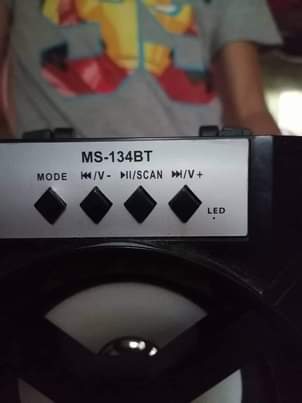 MS-134BT
MODE ⏮/V- ⏯/SCAN ⏭/V+
LED